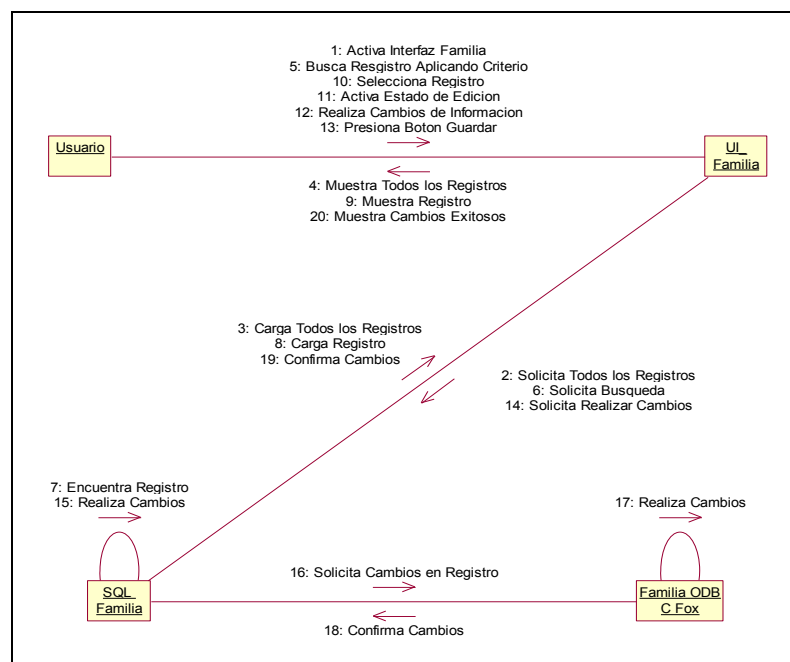 1: Activa Interfaz Familia
5: Busca Resgistro Aplicando Criterio
10: Selecciona Registro
11: Activa Estado de Edicion
12: Realiza Cambios de Informacion
13: Presiona Boton Guardar
Usuario
UI_
Familia
4: Muestra Todos los Registros
9: Muestra Registro
20: Muestra Cambios Exitosos
3: Carga Todos los Registros
8: Carga Registro
19: Confirma Cambios
2: Solicita Todos los Registros
6: Solicita Busqueda
14: Solicita Realizar Cambios
7: Encuentra Registro
15: Realiza Cambios
17: Realiza Cambios
16: Solicita Cambios en Registro
SQL_
Familia
Familia ODB
C Fox
18: Confirma Cambios